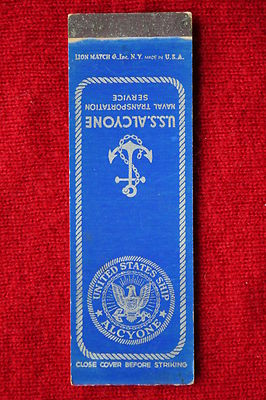 LION MATCH Co., Inc. N.Y. MADE IN U.S.A.
U.S.S. ALCYONE
NAVAL TRANSPORTATION
SERVICE
UNITED STATES SHIP
ALCYONE
CLOSE COVER BEFORE STRIKING